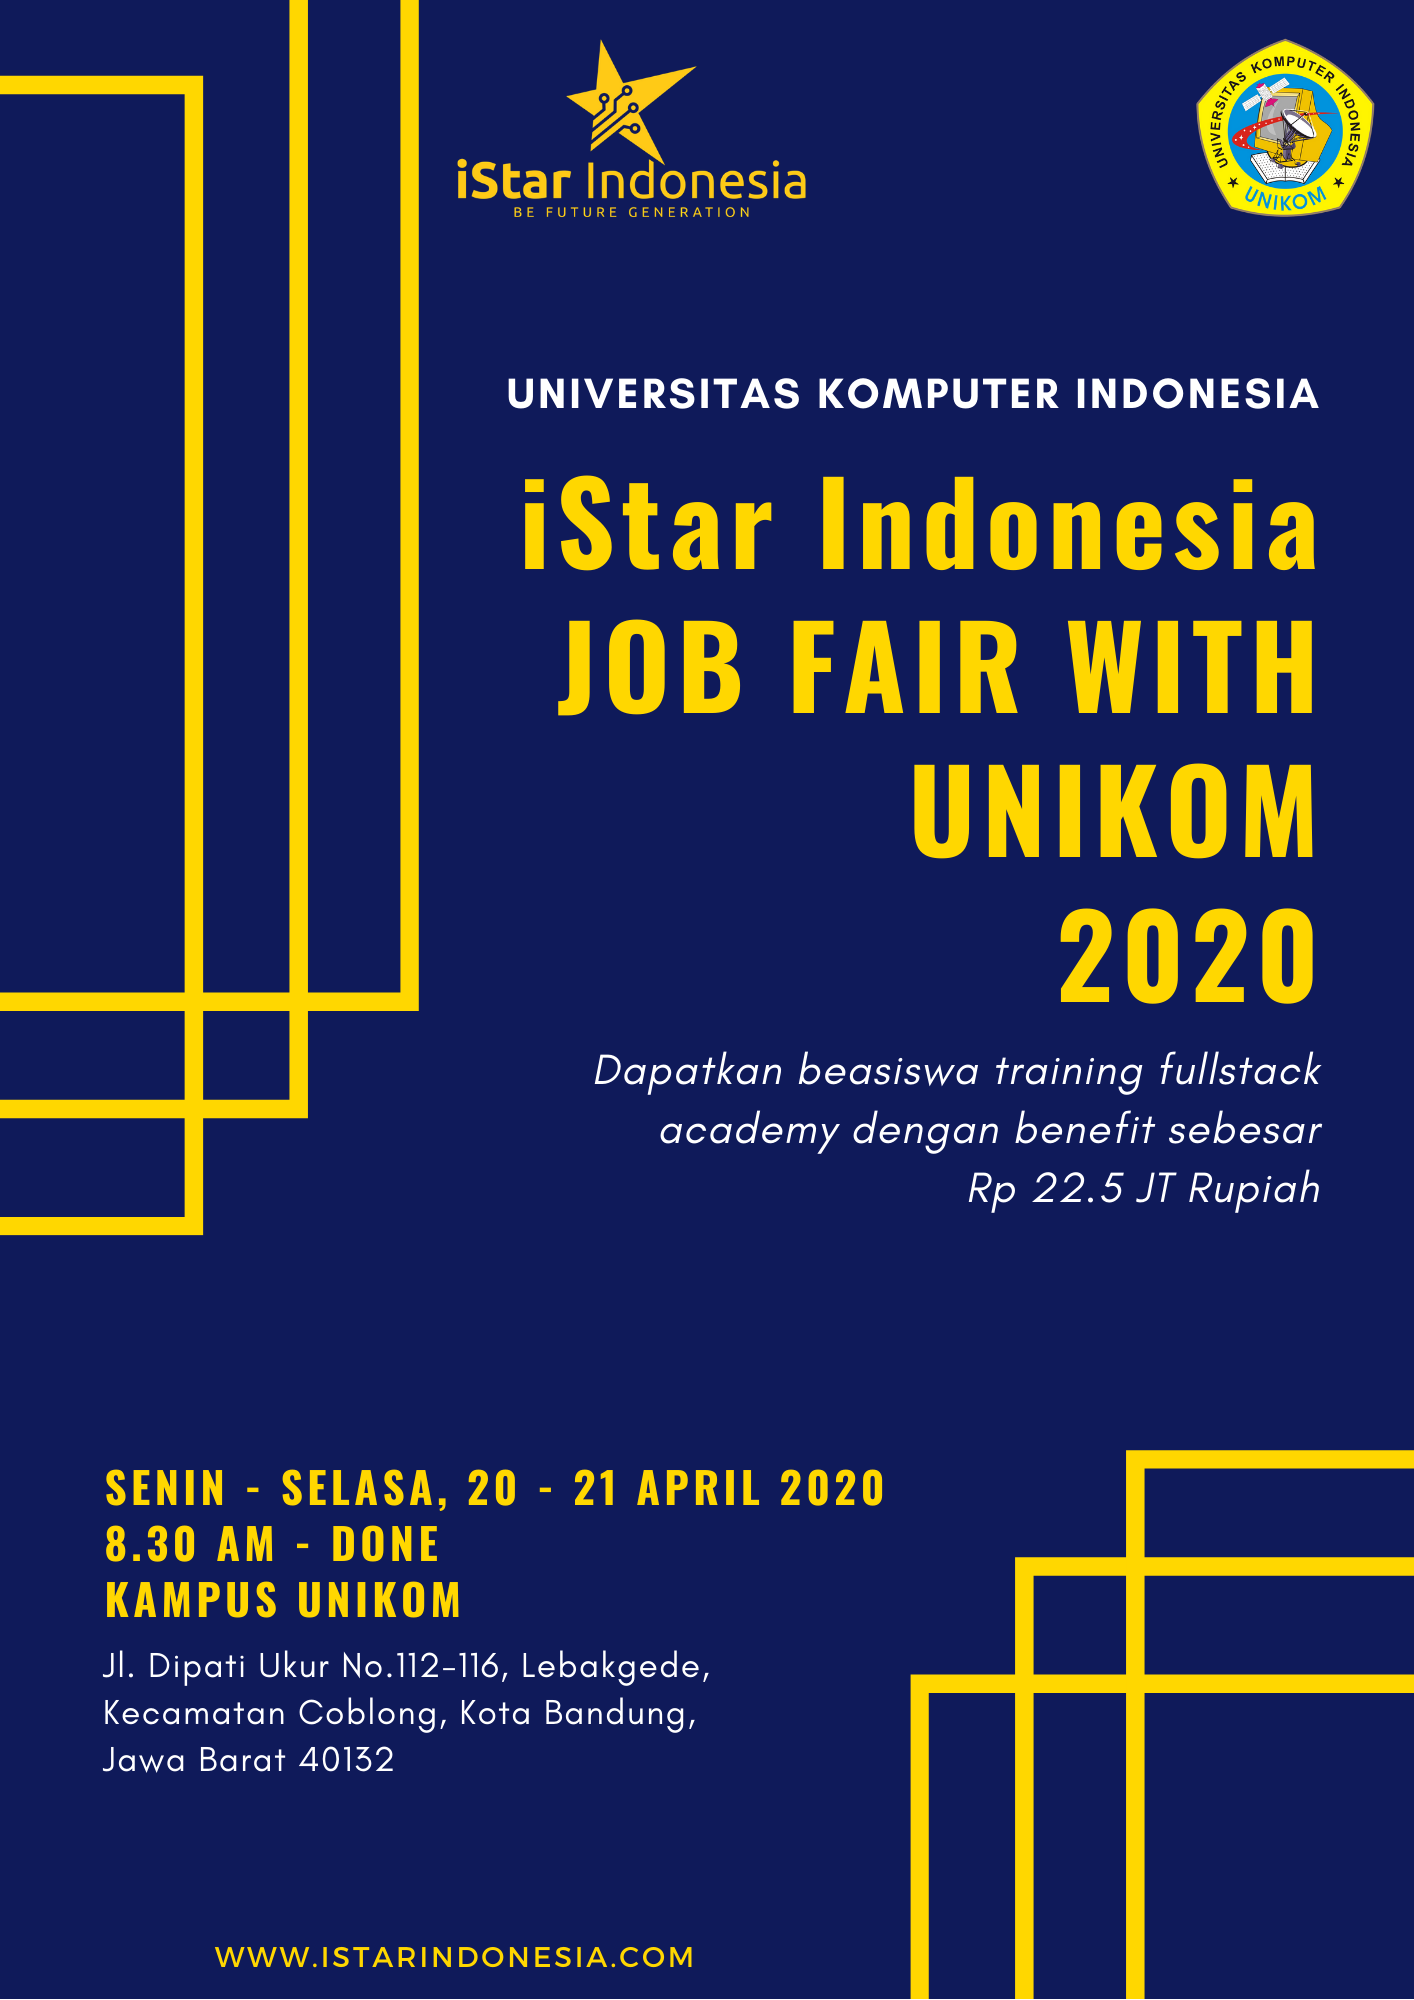 iStar Indonesia
BE FUTURE GENERATION
UNIVERSITAS KOMPUTER INDONESIA
UNIKOM
UNIVERSITAS KOMPUTER INDONESIA
iStar Indonesia
JOB FAIR WITH
UNIKOM
2020
Dapatkan beasiswa training fullstack
academy dengan benefit sebesar
Rp 22.5 JT Rupiah
SENIN - SELASA, 20 - 21 APRIL 2020
8.30 AM - DONE
KAMPUS UNIKOM
Jl. Dipati Ukur No.112-116, Lebakgede,
Kecamatan Coblong, Kota Bandung,
Jawa Barat 40132
WWW.ISTARINDONESIA.COM